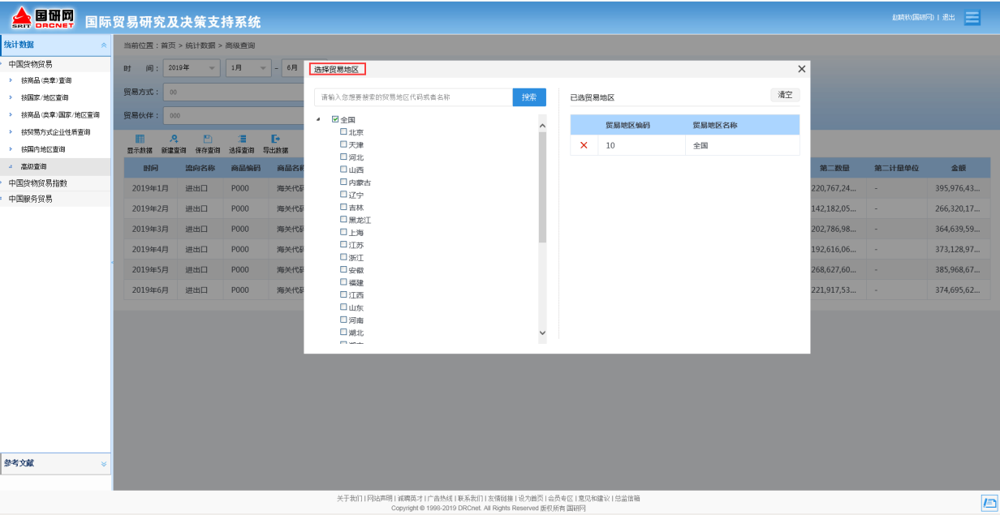 国研网
SRIT DRCNET
国际贸易研究及决策支持系统
赵晓秋(国研网) | 退出
统计数据
中国货物贸易
按商品(类章)查询
按国家/地区查询
按商品(类章)国家/地区查询
按贸易方式企业性质查询
按国内地区查询
高级查询
中国货物贸易指数
中国服务贸易
参考文献
当前位置：首页 > 统计数据 > 高级查询
时 间： 2019年 1月 - 6月
贸易方式： 00
贸易伙伴： 000
显示数据 新建查询 保存查询 选择查询 导出数据
时间 流向名称 商品编码 商品名称 第二数量 第二计量单位 金额
2019年1月 进出口 P000 海关代码 220,767,24... - 395,976,43...
2019年2月 进出口 P000 海关代码 142,182,05... - 266,320,17...
2019年3月 进出口 P000 海关代码 202,786,98... - 364,639,59...
2019年4月 进出口 P000 海关代码 192,616,06... - 373,128,97...
2019年5月 进出口 P000 海关代码 268,627,60... - 385,968,67...
2019年6月 进出口 P000 海关代码 221,917,53... - 374,695,62...
选择贸易地区
请输入您想要搜索的贸易地区代码或者名称 搜索
全国
北京
天津
河北
山西
内蒙古
辽宁
吉林
黑龙江
上海
江苏
浙江
安徽
福建
江西
山东
河南
湖北
已选贸易地区 清空
贸易地区编码 贸易地区名称
10 全国
关于我们 | 网站声明 | 诚聘英才 | 广告热线 | 联系我们 | 友情链接 | 设为首页 | 会员专区 | 意见和建议 | 总监信箱
Copyright © 1998-2019 DRCnet. All Rights Reserved 版权所有 国研网